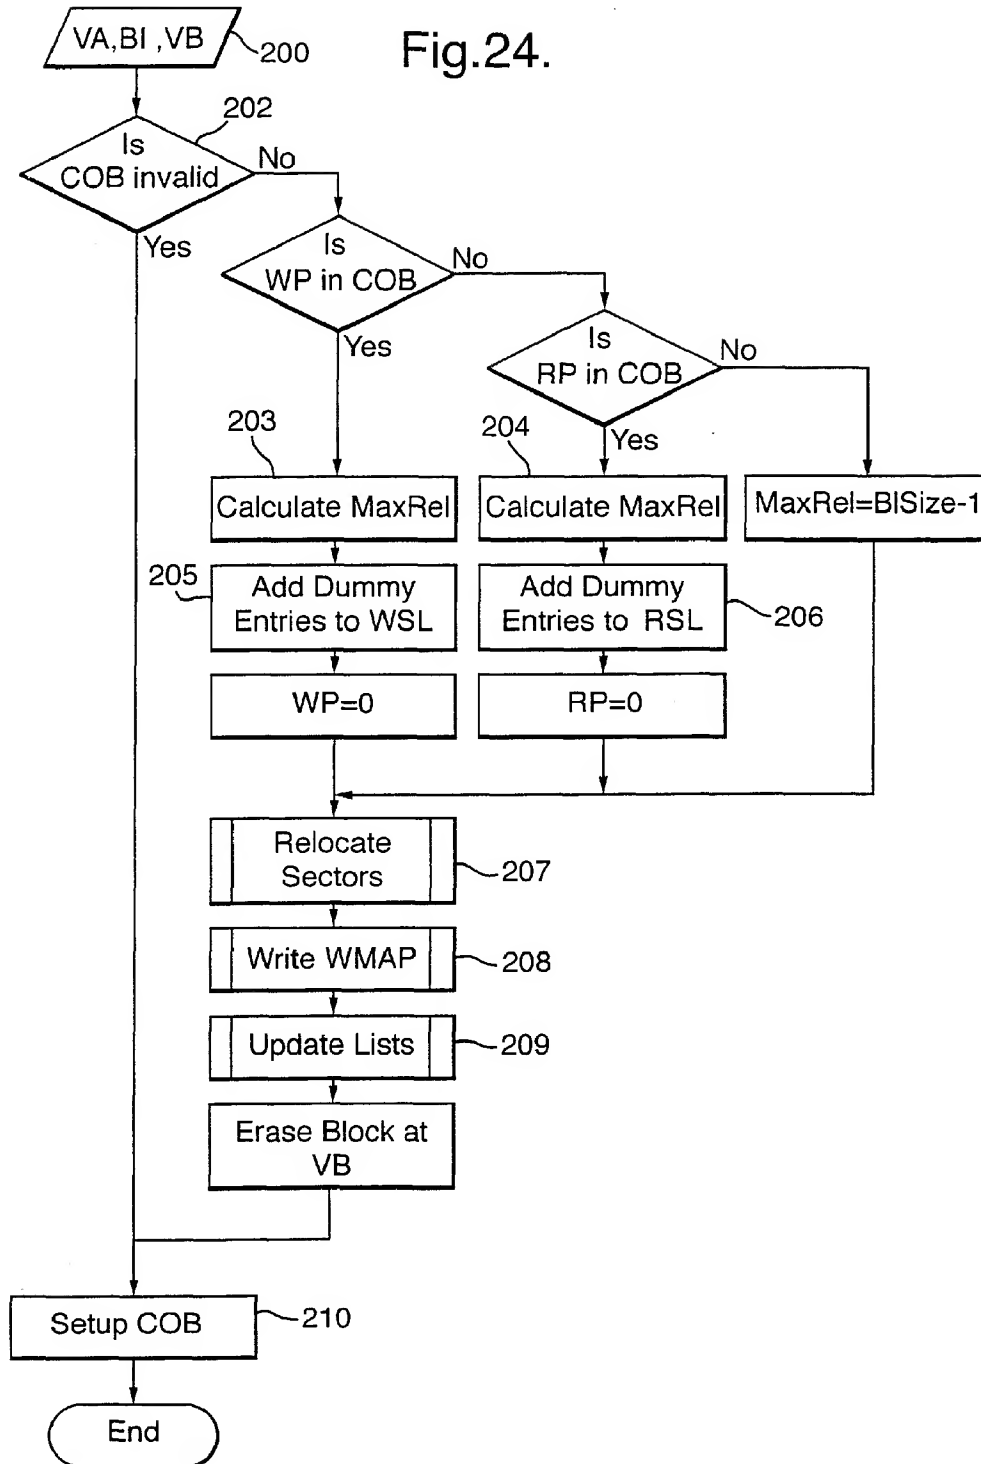 VA,BI ,VB
200
Fig.24.
202
Is
COB invalid
No
Yes
Is
WP in COB
No
Yes
Is
RP in COB
No
Yes
203
Calculate MaxRel
204
Calculate MaxRel
MaxRel=BlSize-1
205
Add Dummy
Entries to WSL
Add Dummy
Entries to RSL
206
WP=0
RP=0
Relocate
Sectors
207
Write WMAP
208
Update Lists
209
Erase Block at
VB
Setup COB
210
End